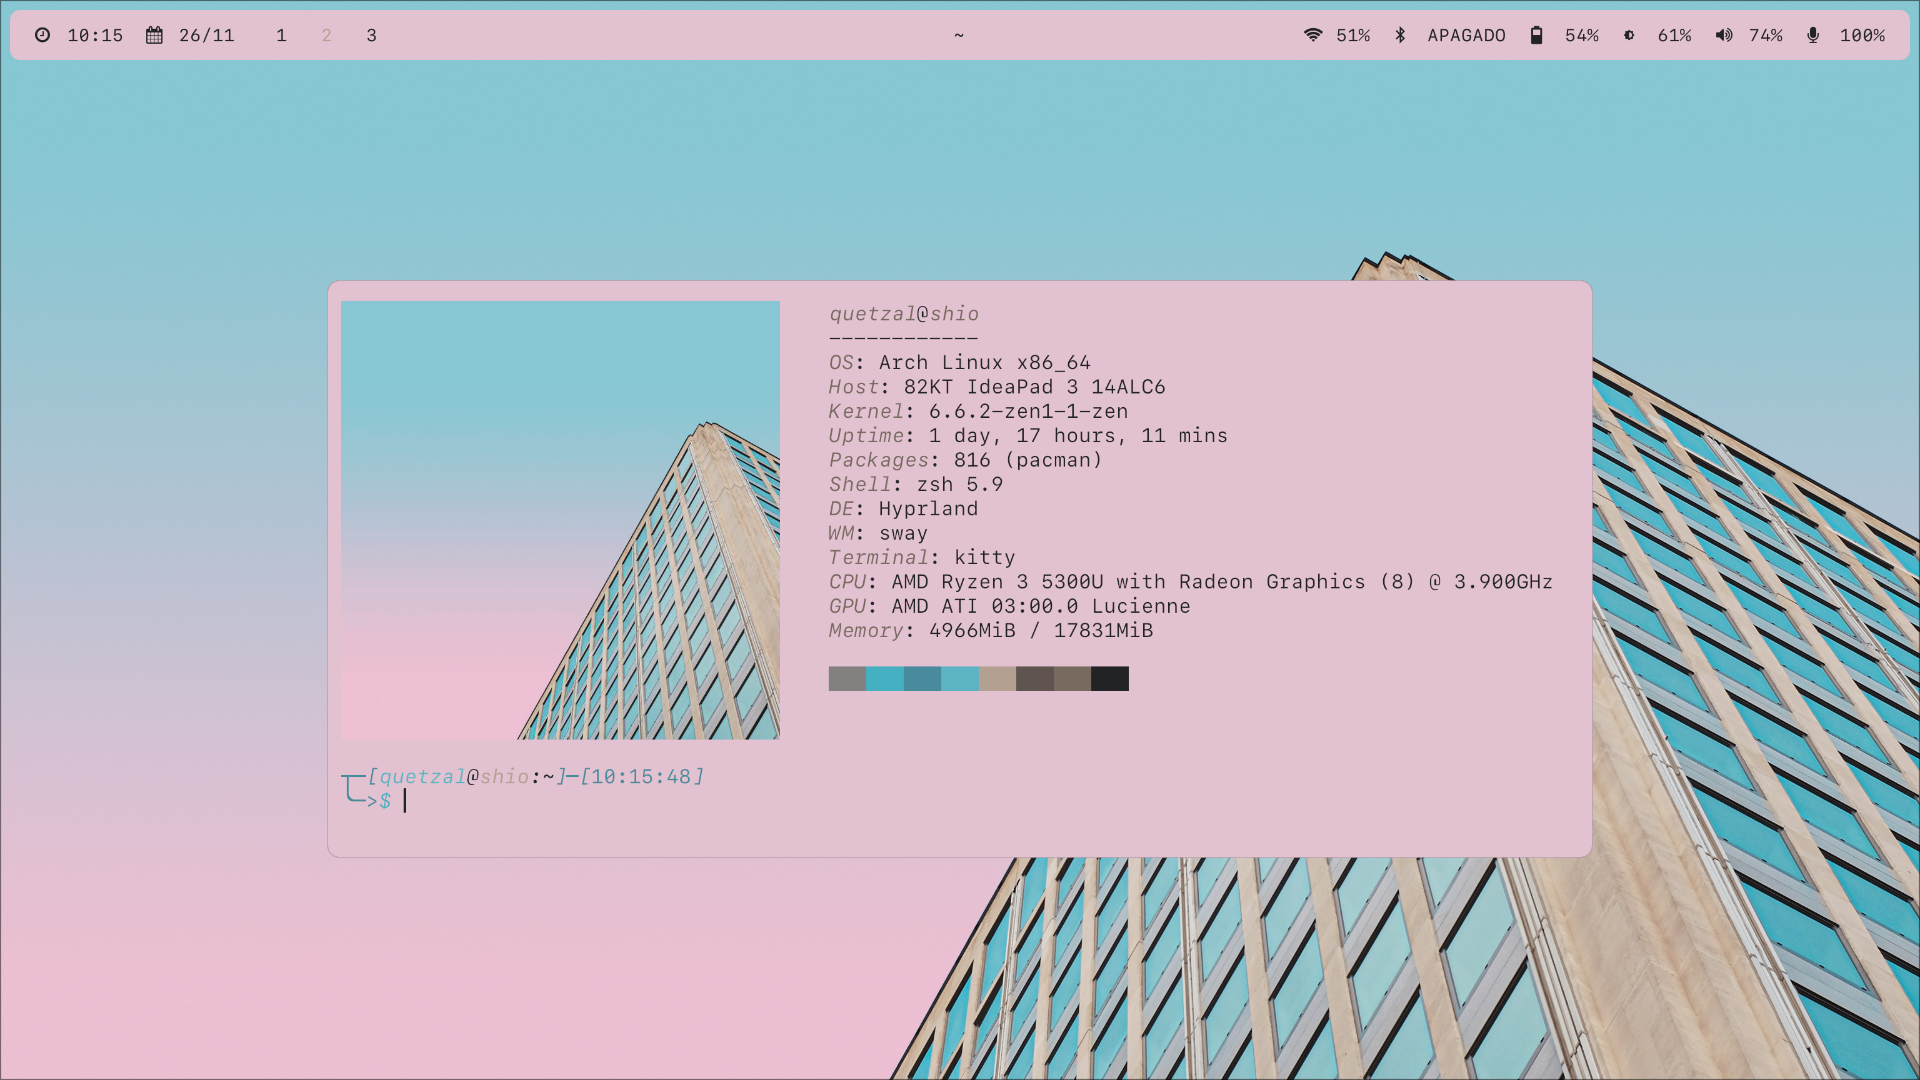 10:15 26/11 1 2 3 ~ 51% APAGADO 54% 61% 74% 100%
quetzal@shio
------------
OS: Arch Linux x86_64
Host: 82KT IdeaPad 3 14ALC6
Kernel: 6.6.2-zen1-1-zen
Uptime: 1 day, 17 hours, 11 mins
Packages: 816 (pacman)
Shell: zsh 5.9
DE: Hyprland
WM: sway
Terminal: kitty
CPU: AMD Ryzen 3 5300U with Radeon Graphics (8) @ 3.900GHz
GPU: AMD ATI 03:00.0 Lucienne
Memory: 4966MiB / 17831MiB
┬─[quetzal@shio:~]─[10:15:48]
╰─>$